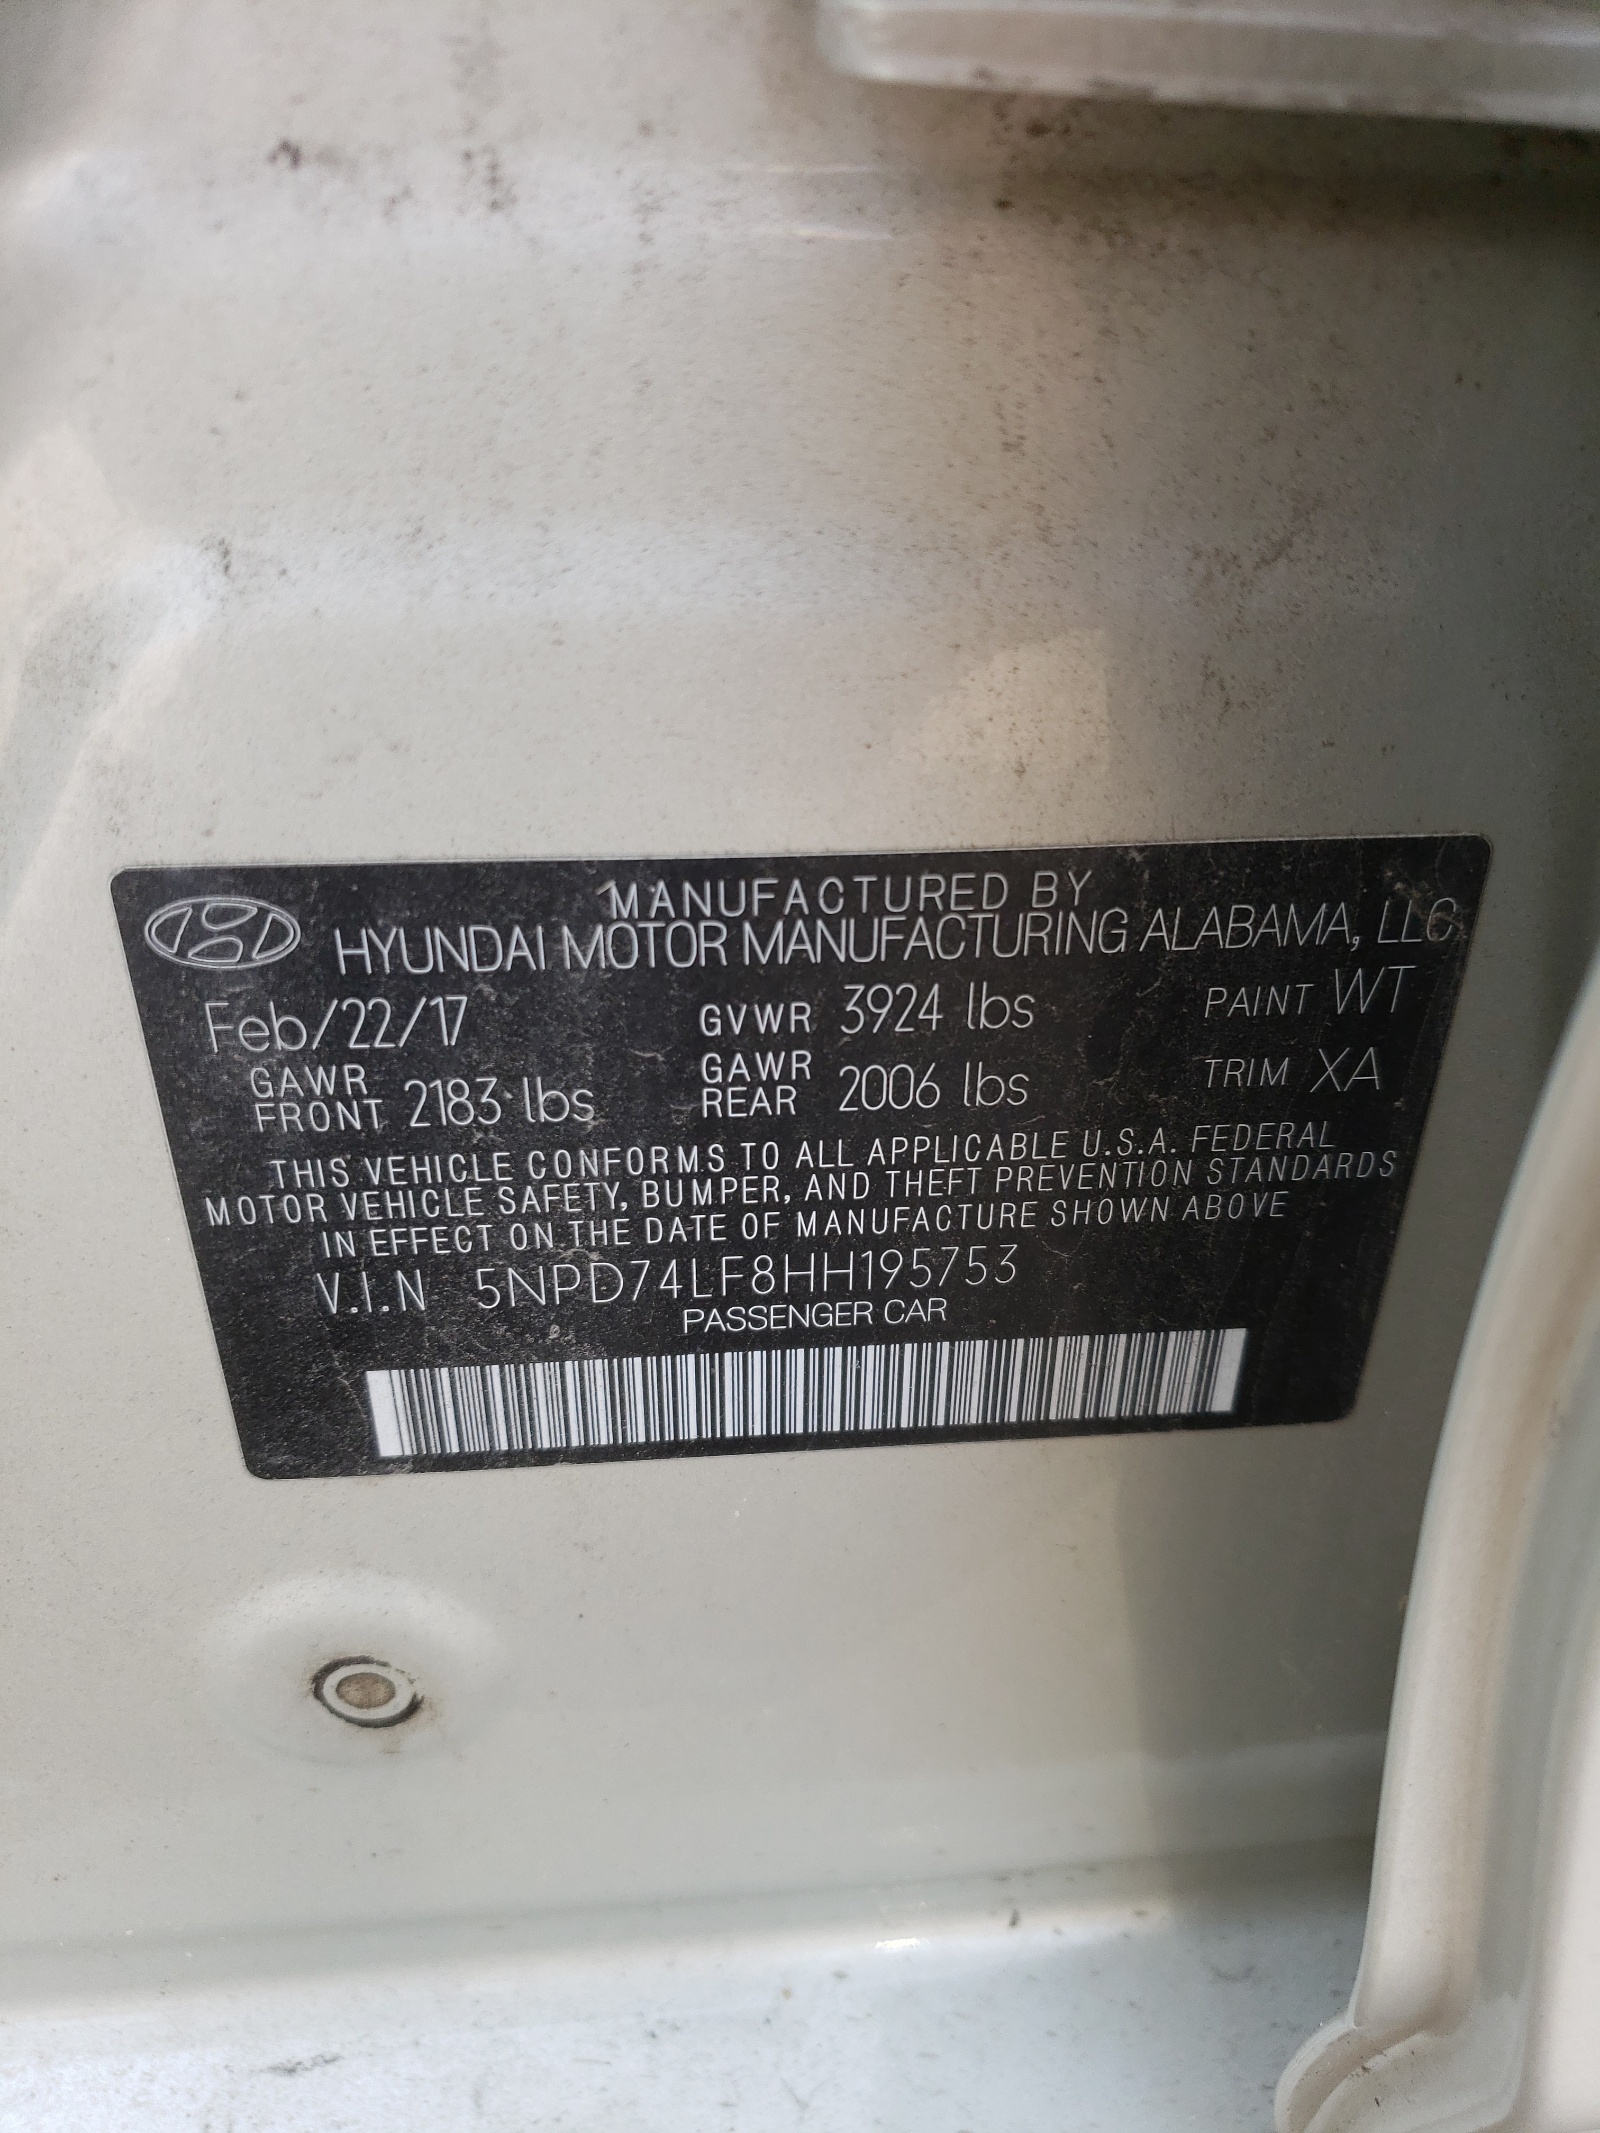 MANUFACTURED BY
HYUNDAI MOTOR MANUFACTURING ALABAMA, LLC
Feb/22/17 GVWR 3924 lbs PAINT WT
GAWR FRONT 2183 lbs GAWR REAR 2006 lbs TRIM XA
THIS VEHICLE CONFORMS TO ALL APPLICABLE U.S.A. FEDERAL
MOTOR VEHICLE SAFETY, BUMPER, AND THEFT PREVENTION STANDARDS
IN EFFECT ON THE DATE OF MANUFACTURE SHOWN ABOVE
V.I.N 5NPD74LF8HH195753
PASSENGER CAR